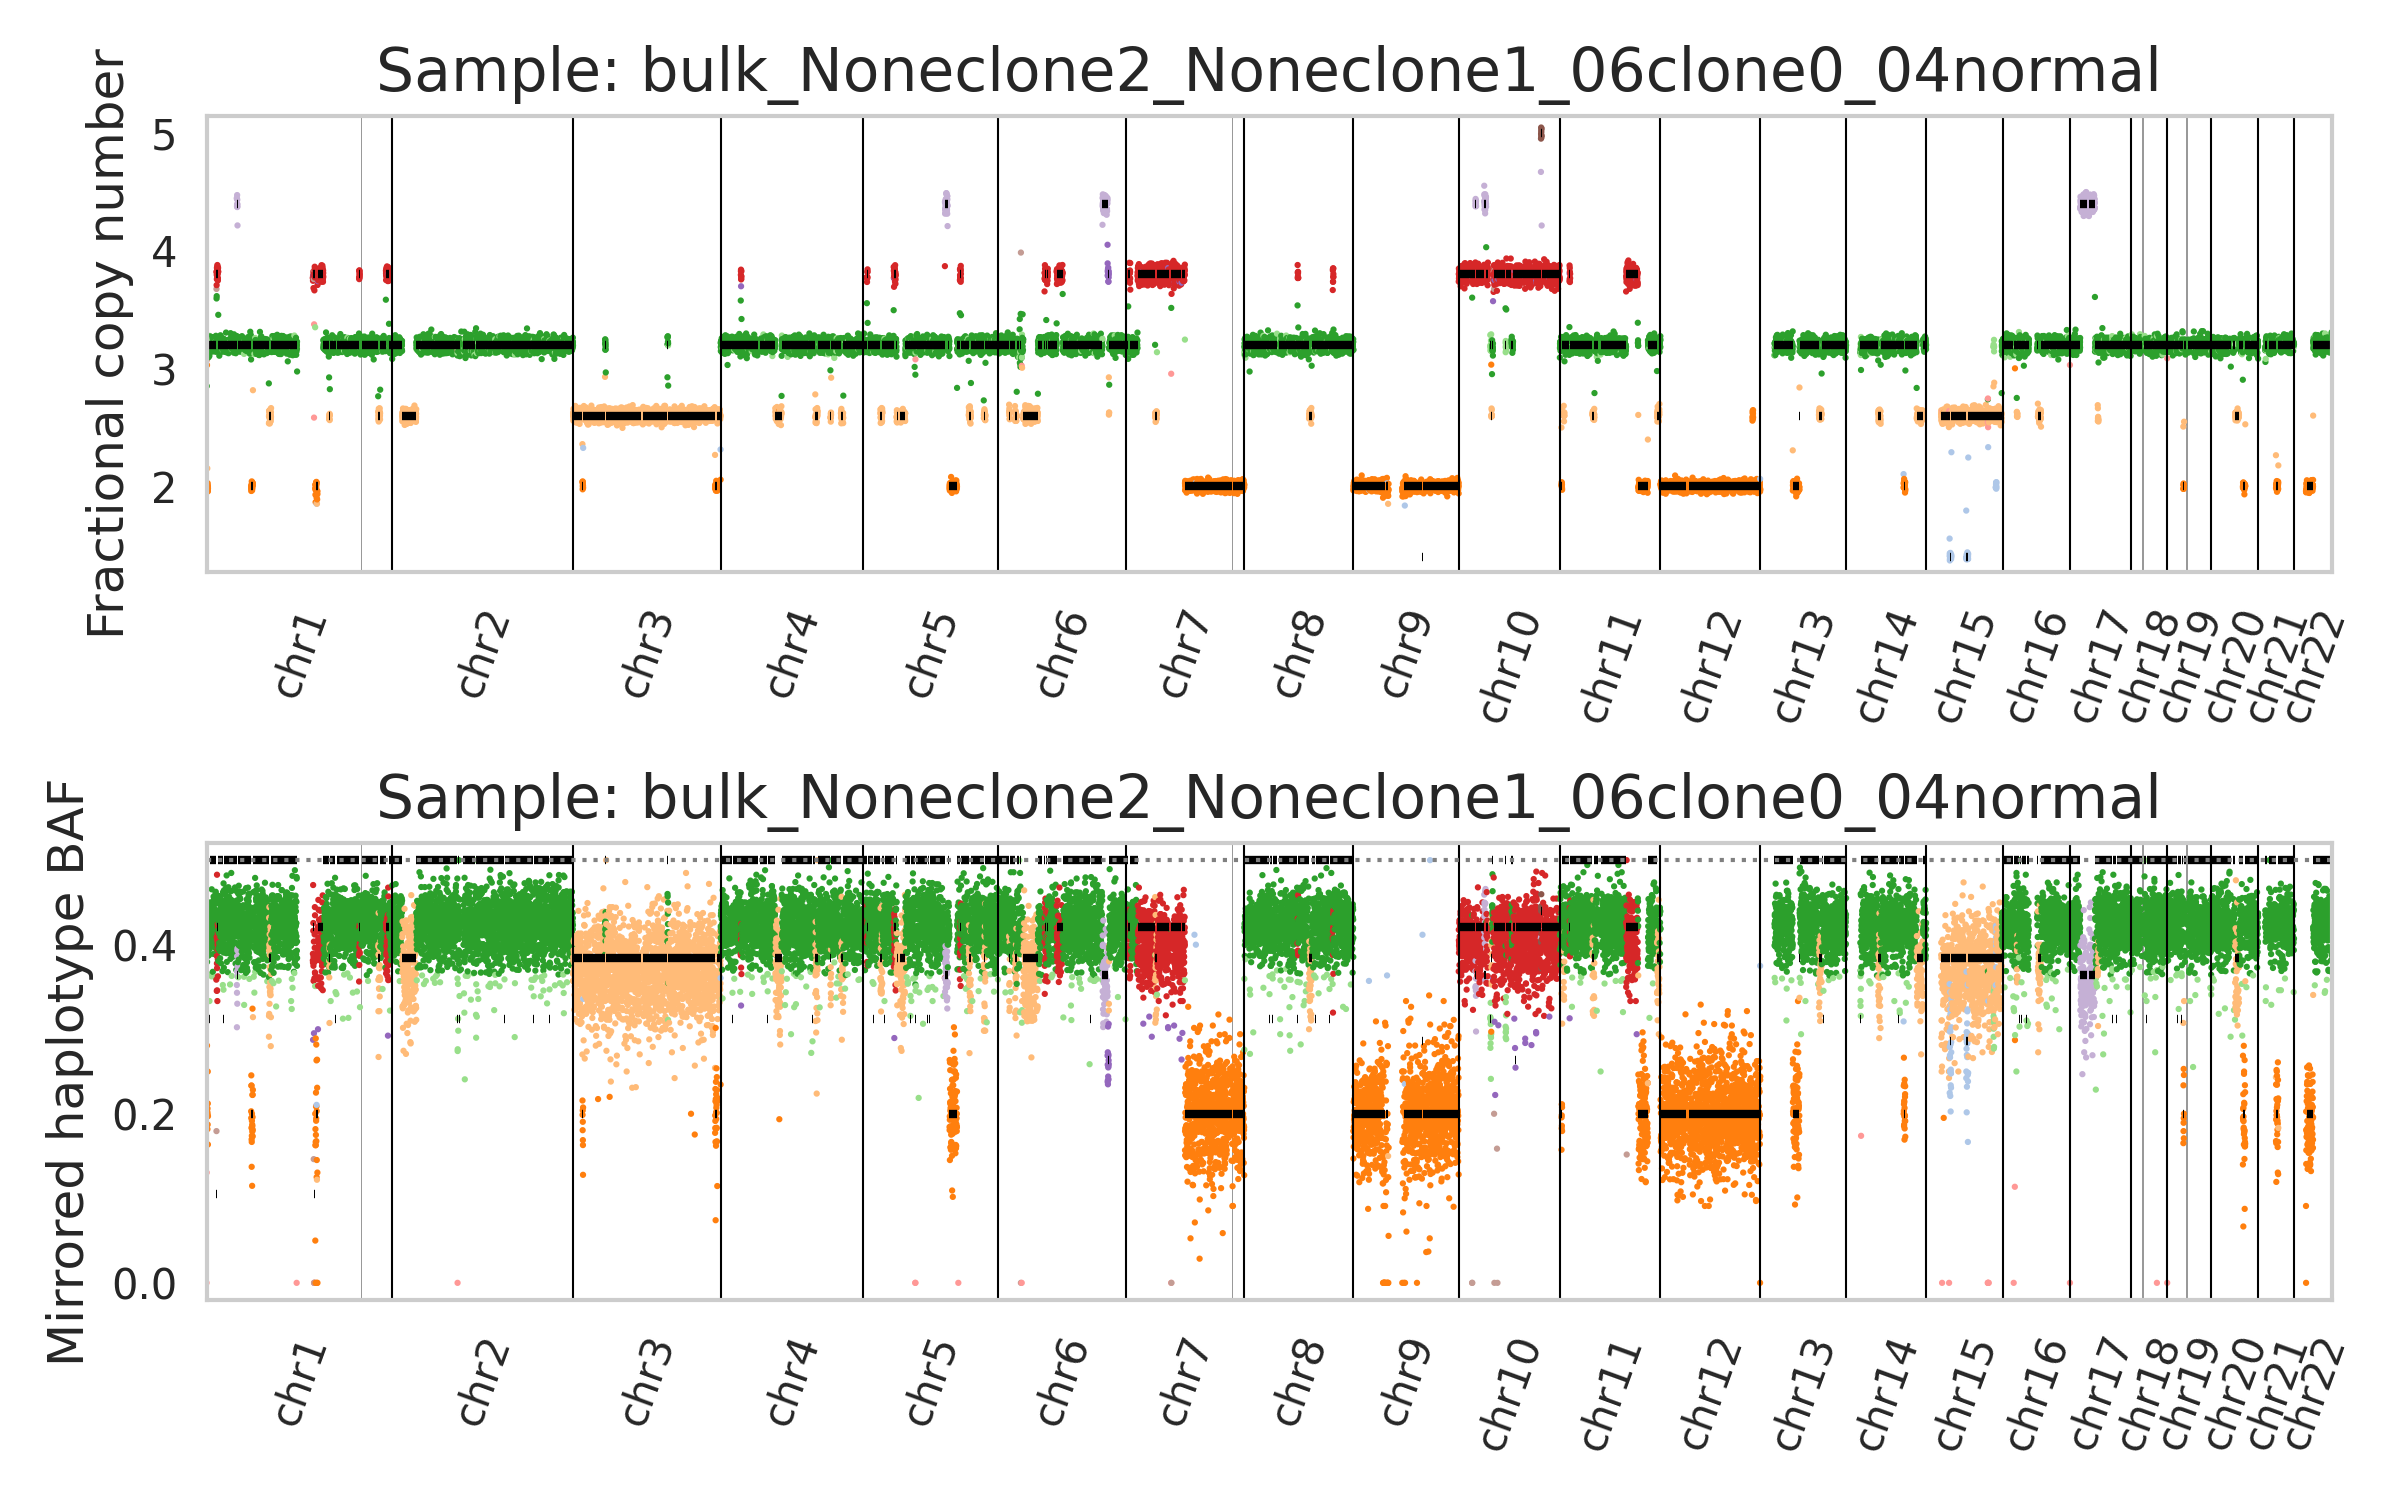 Sample: bulk_Noneclone2_Noneclone1_06clone0_04normal
Fractional copy number
5
4
3
2
chr1 chr2 chr3 chr4 chr5 chr6 chr7 chr8 chr9 chr10 chr11 chr12 chr13 chr14 chr15 chr16 chr17 chr18 chr19 chr20 chr21 chr22
Sample: bulk_Noneclone2_Noneclone1_06clone0_04normal
Mirrored haplotype BAF
0.4
0.2
0.0
chr1 chr2 chr3 chr4 chr5 chr6 chr7 chr8 chr9 chr10 chr11 chr12 chr13 chr14 chr15 chr16 chr17 chr18 chr19 chr20 chr21 chr22